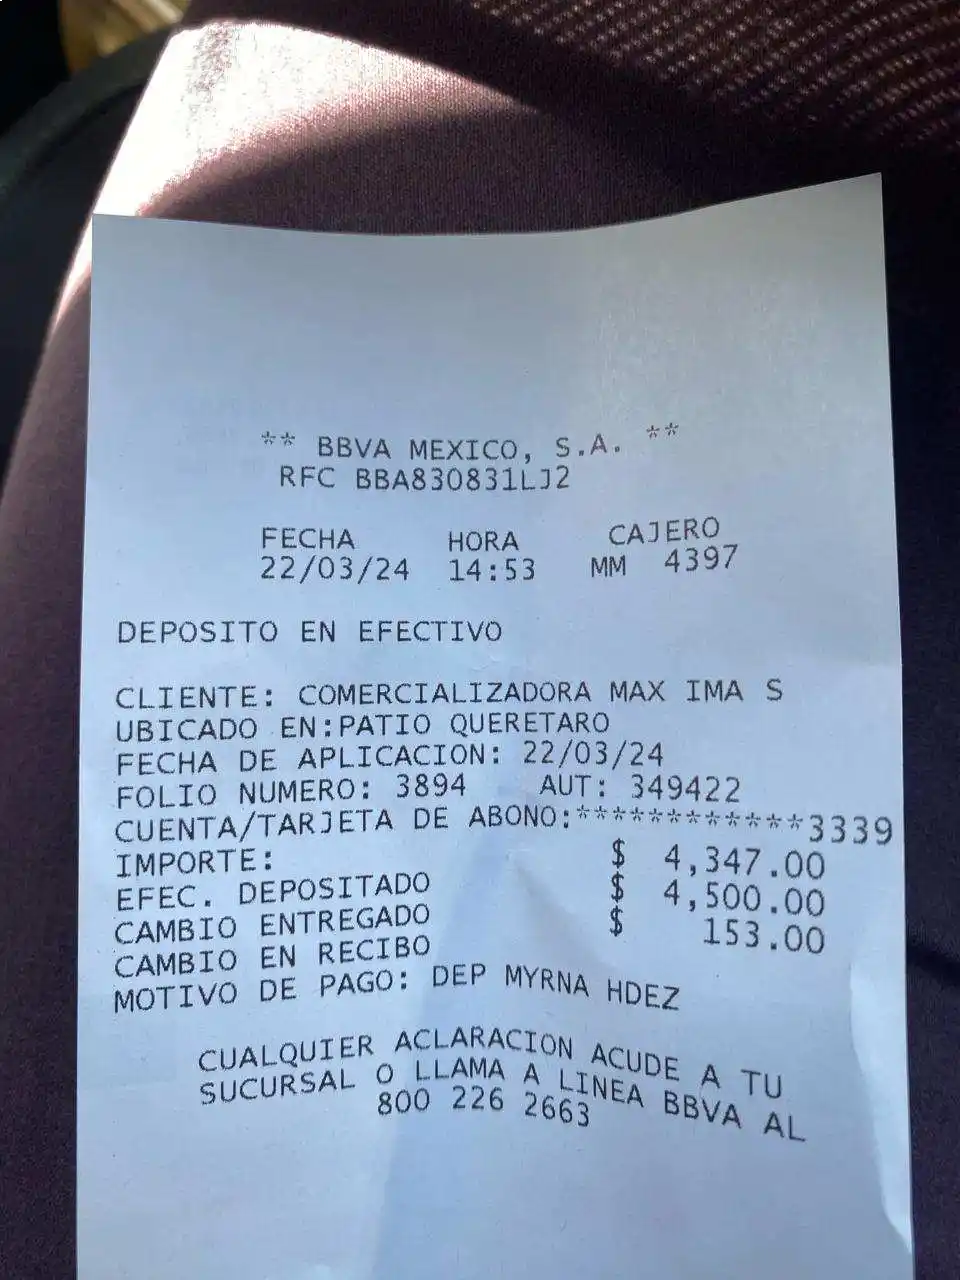 ** BBVA MEXICO, S.A. **
RFC BBA830831LJ2
FECHA HORA CAJERO
22/03/24 14:53 MM 4397
DEPOSITO EN EFECTIVO
CLIENTE: COMERCIALIZADORA MAX IMA S
UBICADO EN:PATIO QUERETARO
FECHA DE APLICACION: 22/03/24
FOLIO NUMERO: 3894 AUT: 349422
CUENTA/TARJETA DE ABONO:************3339
IMPORTE: $ 4,347.00
EFEC. DEPOSITADO $ 4,500.00
CAMBIO ENTREGADO $ 153.00
CAMBIO EN RECIBO
MOTIVO DE PAGO: DEP MYRNA HDEZ
CUALQUIER ACLARACION ACUDE A TU
SUCURSAL O LLAMA A LINEA BBVA AL
800 226 2663